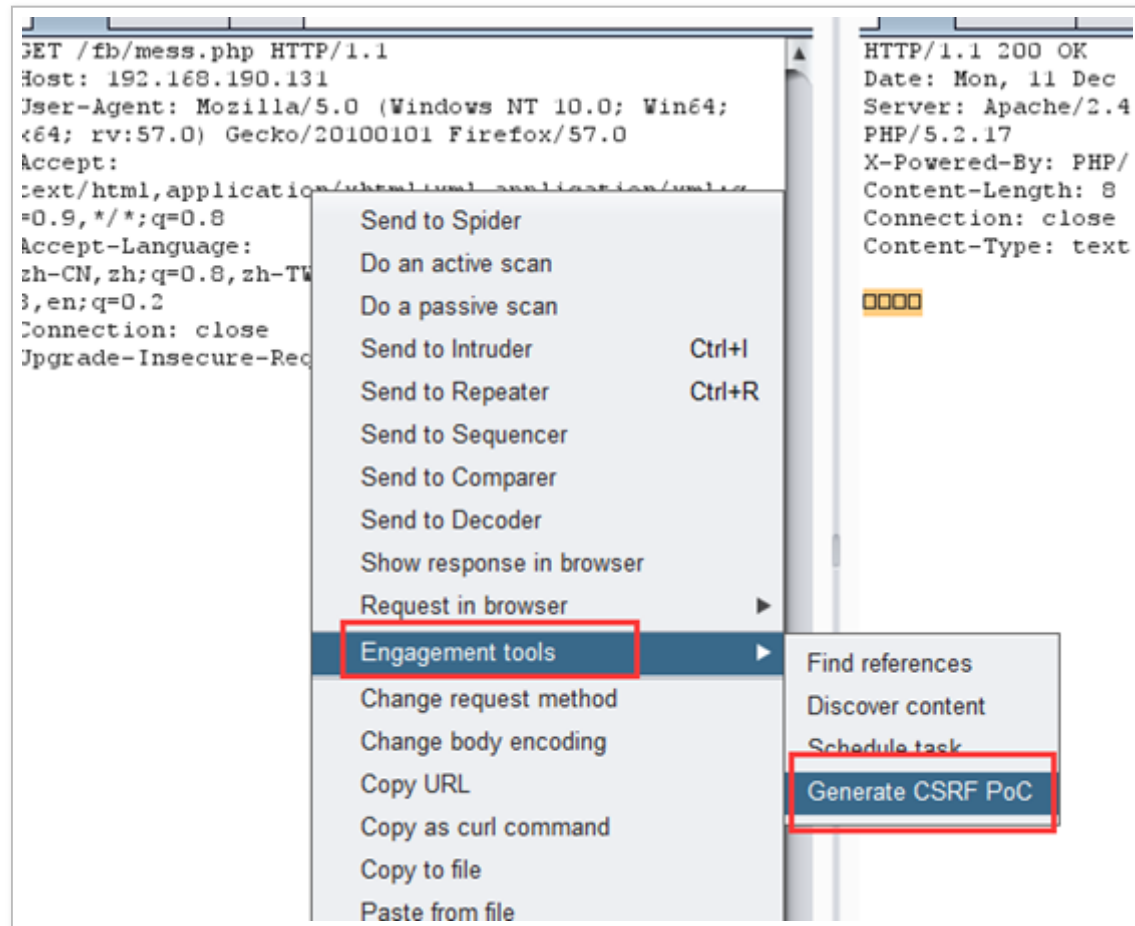 GET /fb/mess.php HTTP/1.1
Host: 192.168.190.131
User-Agent: Mozilla/5.0 (Windows NT 10.0; Win64;
x64; rv:57.0) Gecko/20100101 Firefox/57.0
Accept:
text/html,application/xhtml+xml,application/xml;q
=0.9,*/*;q=0.8
Accept-Language:
zh-CN,zh;q=0.8,zh-TW
3,en;q=0.2
Connection: close
Upgrade-Insecure-Req
Send to Spider
Do an active scan
Do a passive scan
Send to Intruder Ctrl+I
Send to Repeater Ctrl+R
Send to Sequencer
Send to Comparer
Send to Decoder
Show response in browser
Request in browser
Engagement tools
Change request method
Change body encoding
Copy URL
Copy as curl command
Copy to file
Paste from file
Find references
Discover content
Schedule task
Generate CSRF PoC
HTTP/1.1 200 OK
Date: Mon, 11 Dec
Server: Apache/2.4
PHP/5.2.17
X-Powered-By: PHP/
Content-Length: 8
Connection: close
Content-Type: text